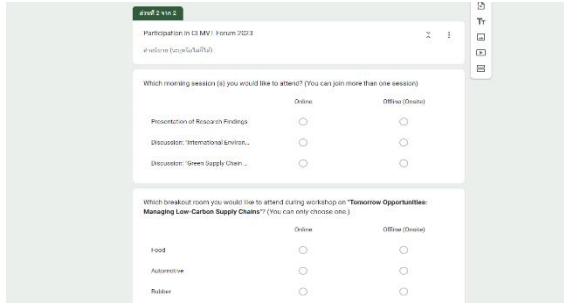 ส่วนที่ 2 จาก 2
Participation in CLMVT Forum 2023
คำอธิบาย (ระบุหรือไม่ก็ได้)
Which morning session (s) you would like to attend? (You can join more than one session)
Online Offline (Onsite)
Presentation of Research Findings
Discussion: "International Environ...
Discussion: "Green Supply Chain ...
Which breakout room you would like to attend during workshop on "Tomorrow Opportunities:
Managing Low-Carbon Supply Chains"? (You can only choose one.)
Online Offline (Onsite)
Food
Automotive
Rubber